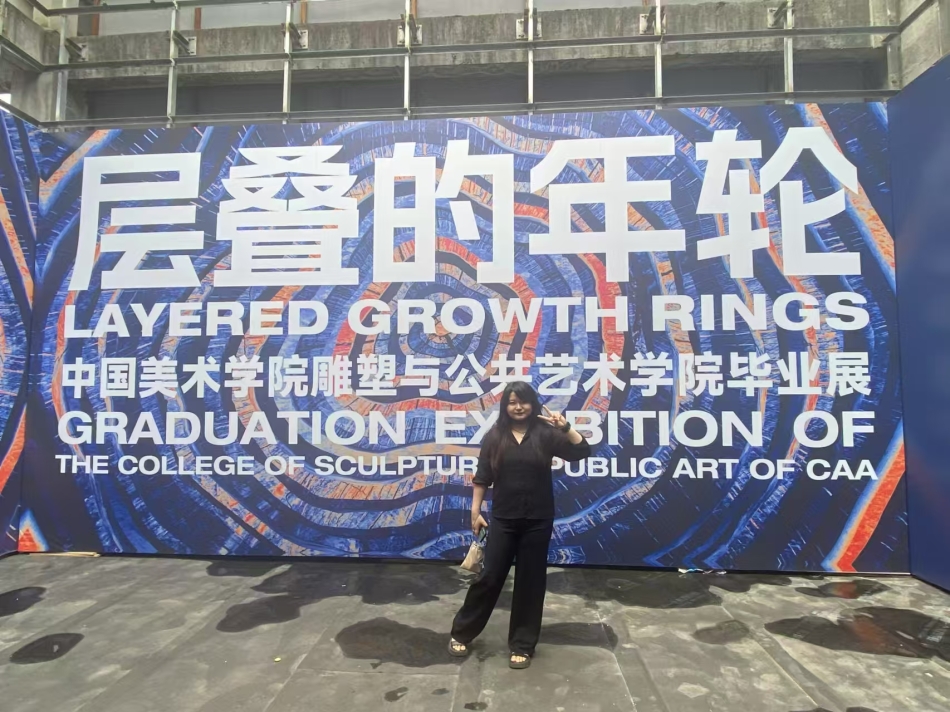 层叠的年轮
LAYERED GROWTH RINGS
中国美术学院雕塑与公共艺术学院毕业展
GRADUATION OF
THE COLLEGE OF PUBLIC ART OF CAA